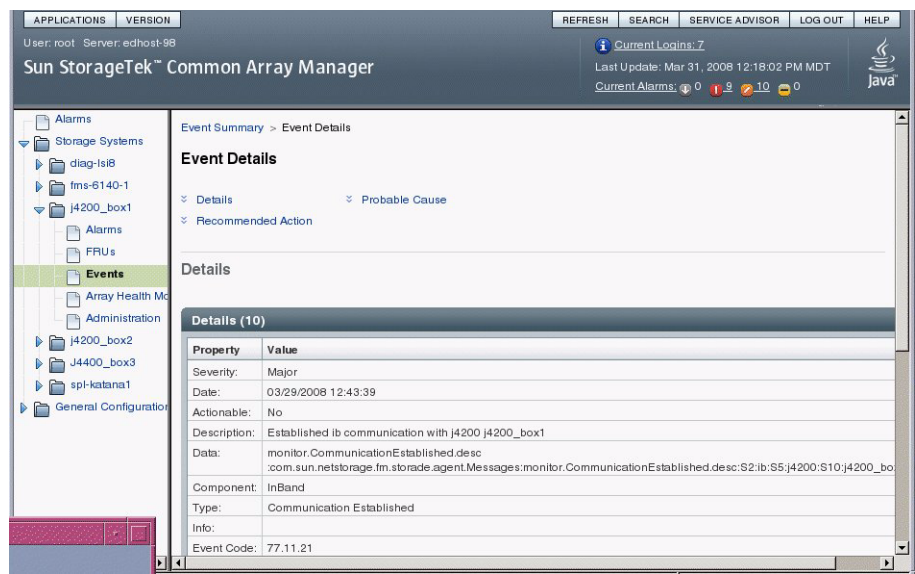 APPLICATIONS VERSION REFRESH SEARCH SERVICE ADVISOR LOG OUT HELP
User: root Server: edhost-98
Current Logins: 7
Sun StorageTek™ Common Array Manager
Last Update: Mar 31, 2008 12:18:02 PM MDT
Current Alarms: 0 9 10 0
Java™
Alarms
Storage Systems
diag-lsi8
fms-6140-1
j4200_box1
Alarms
FRUs
Events
Array Health Mo
Administration
j4200_box2
J4400_box3
spl-katana1
General Configuration
Event Summary > Event Details
Event Details
Details Probable Cause
Recommended Action
Details
Details (10)
Property Value
Severity: Major
Date: 03/29/2008 12:43:39
Actionable: No
Description: Established ib communication with j4200 j4200_box1
Data: monitor.CommunicationEstablished.desc
:com.sun.netstorage.fm.storade.agent.Messages:monitor.CommunicationEstablished.desc:S2:ib:S5:j4200:S10:j4200_bo
Component: InBand
Type: Communication Established
Info:
Event Code: 77.11.21